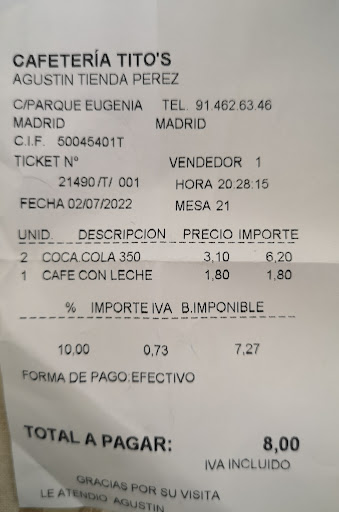 CAFETERÍA TITO'S
AGUSTIN TIENDA PEREZ
C/PARQUE EUGENIA TEL. 91.462.63.46
MADRID MADRID
C.I.F. 50045401T
TICKET Nº VENDEDOR 1
21490 /T/ 001 HORA 20:28:15
FECHA 02/07/2022 MESA 21
UNID. DESCRIPCION PRECIO IMPORTE
2 COCA.COLA 350 3,10 6,20
1 CAFE CON LECHE 1,80 1,80
% IMPORTE IVA B.IMPONIBLE
10,00 0,73 7,27
FORMA DE PAGO:EFECTIVO
TOTAL A PAGAR: 8,00
IVA INCLUIDO
GRACIAS POR SU VISITA
LE ATENDIO AGUSTIN